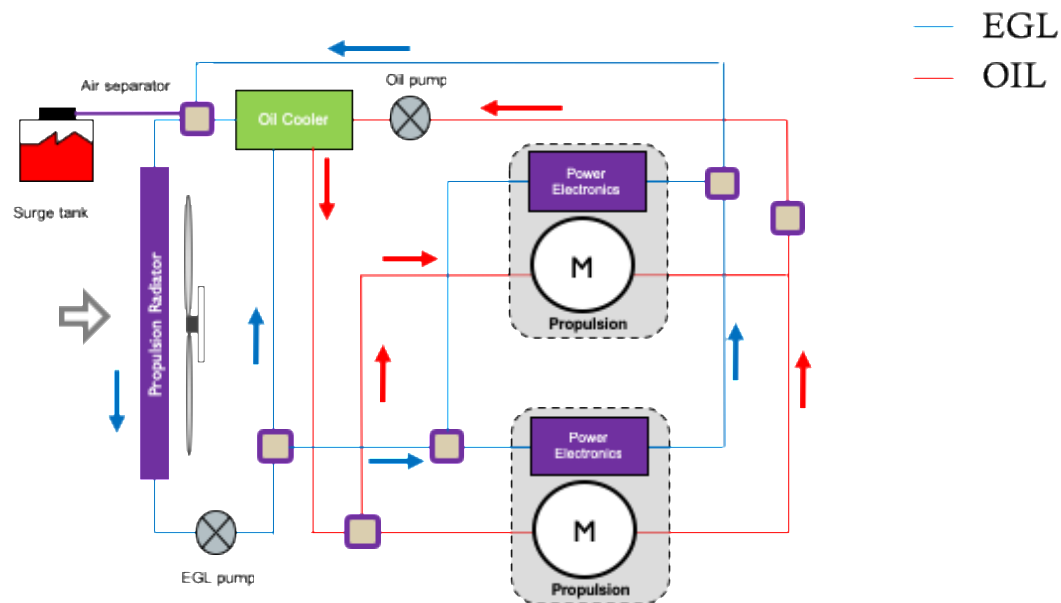 EGL
OIL
Oil pump
Air separator
Oil Cooler
Power
Electronics
Surge tank
M
Propulsion
Propulsion Radiator
Power
Electronics
M
EGL pump
Propulsion